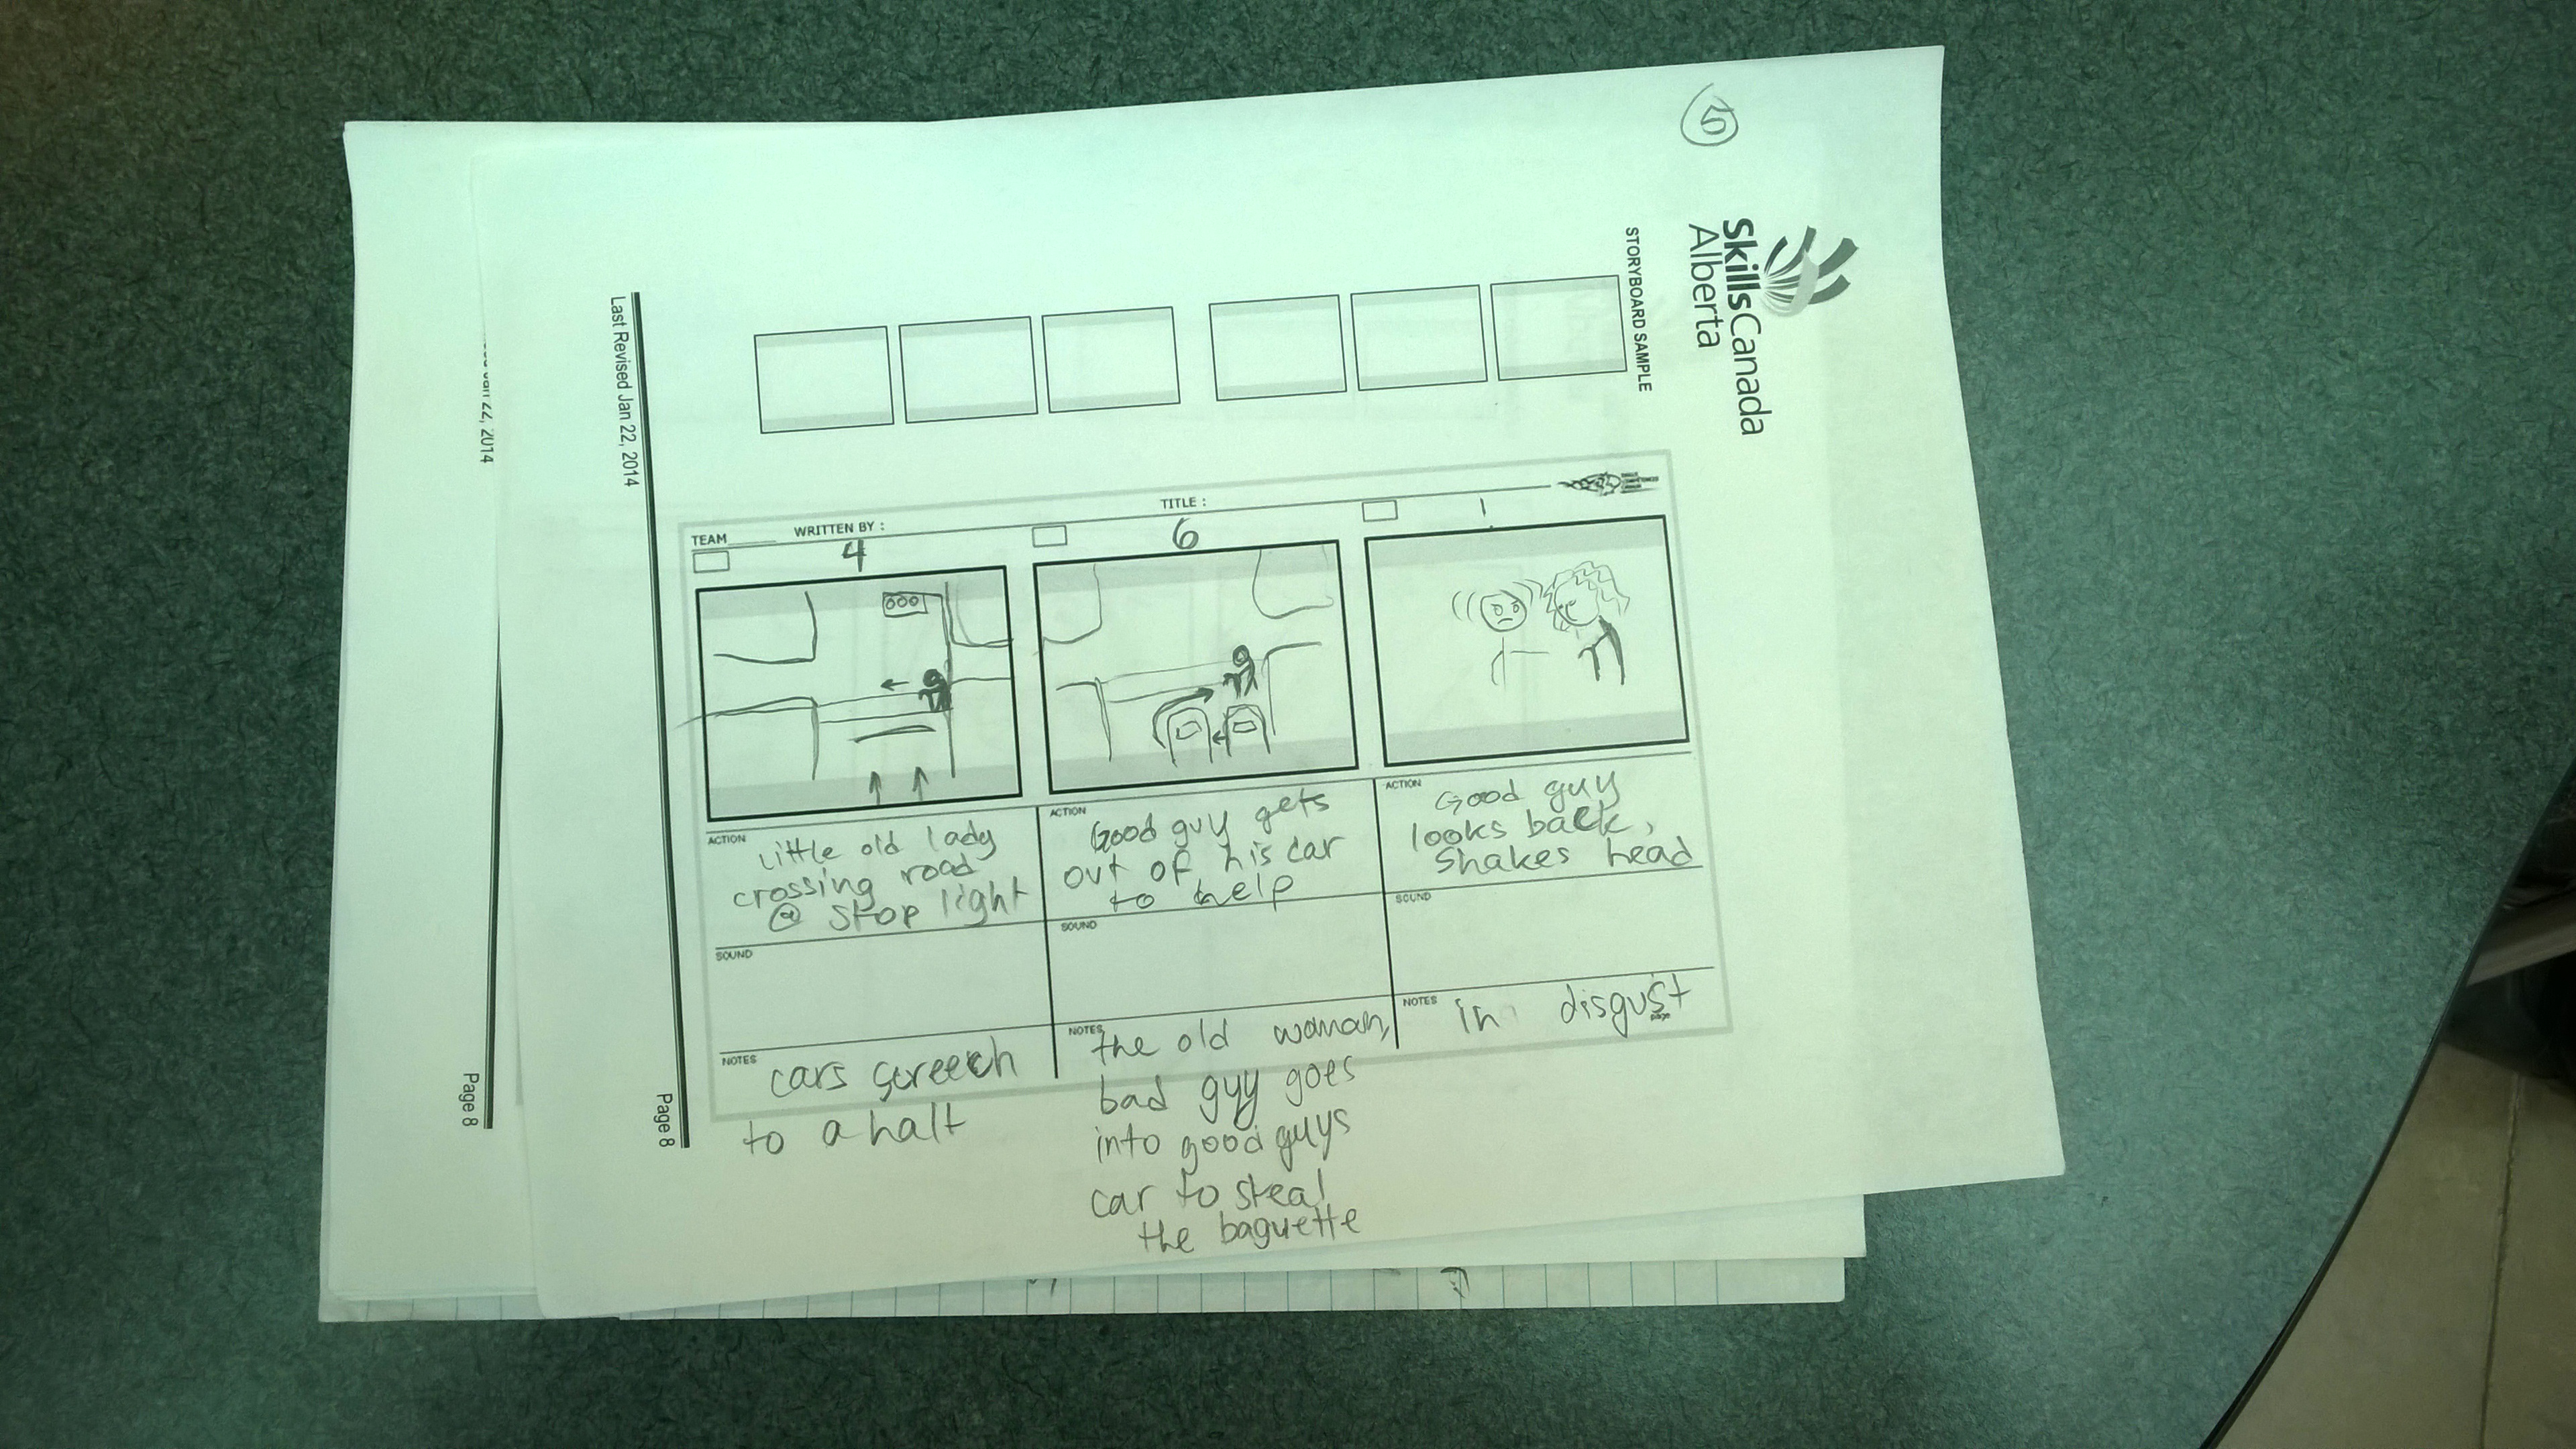 5
SkillsCanada
Alberta
STORYBOARD SAMPLE
TEAM
WRITTEN BY :
TITLE :
4
6
1
ACTION
Little old lady
crossing road
@ stop light
SOUND
NOTES
cars screech
to a halt
ACTION
Good guy gets
out of his car
to help
SOUND
NOTES
the old woman,
bad guy goes
into good guys
car to steal
the baguette
ACTION
Good guy
looks back,
shakes head
SOUND
NOTES
in disgust
Last Revised Jan 22, 2014
Page 8
Jan 22, 2014
Page 8